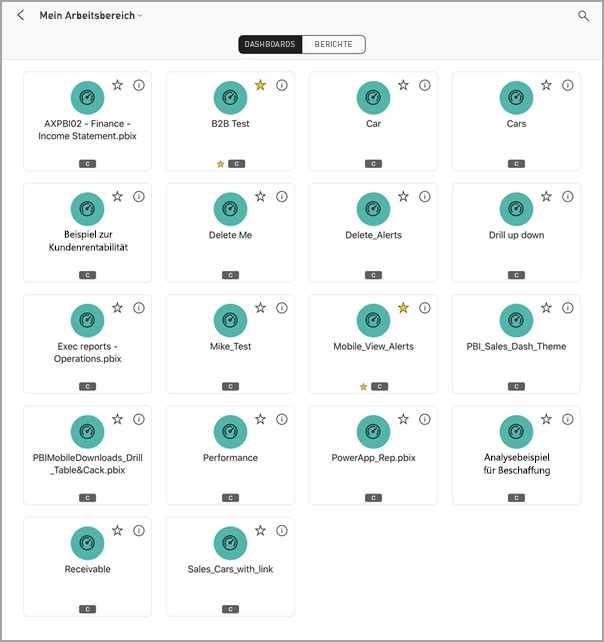 Mein Arbeitsbereich
DASHBOARDS BERICHTE
AXPBI02 - Finance -
Income Statement.pbix
C
B2B Test
C
Car
C
Cars
C
Beispiel zur
Kundenrentabilität
C
Delete Me
C
Delete_Alerts
C
Drill up down
C
Exec reports -
Operations.pbix
C
Mike_Test
C
Mobile_View_Alerts
C
PBI_Sales_Dash_Theme
C
PBIMobileDownloads_Drill
_Table&Cack.pbix
C
Performance
C
PowerApp_Rep.pbix
C
Analysebeispiel
für Beschaffung
C
Receivable
C
Sales_Cars_with_link
C